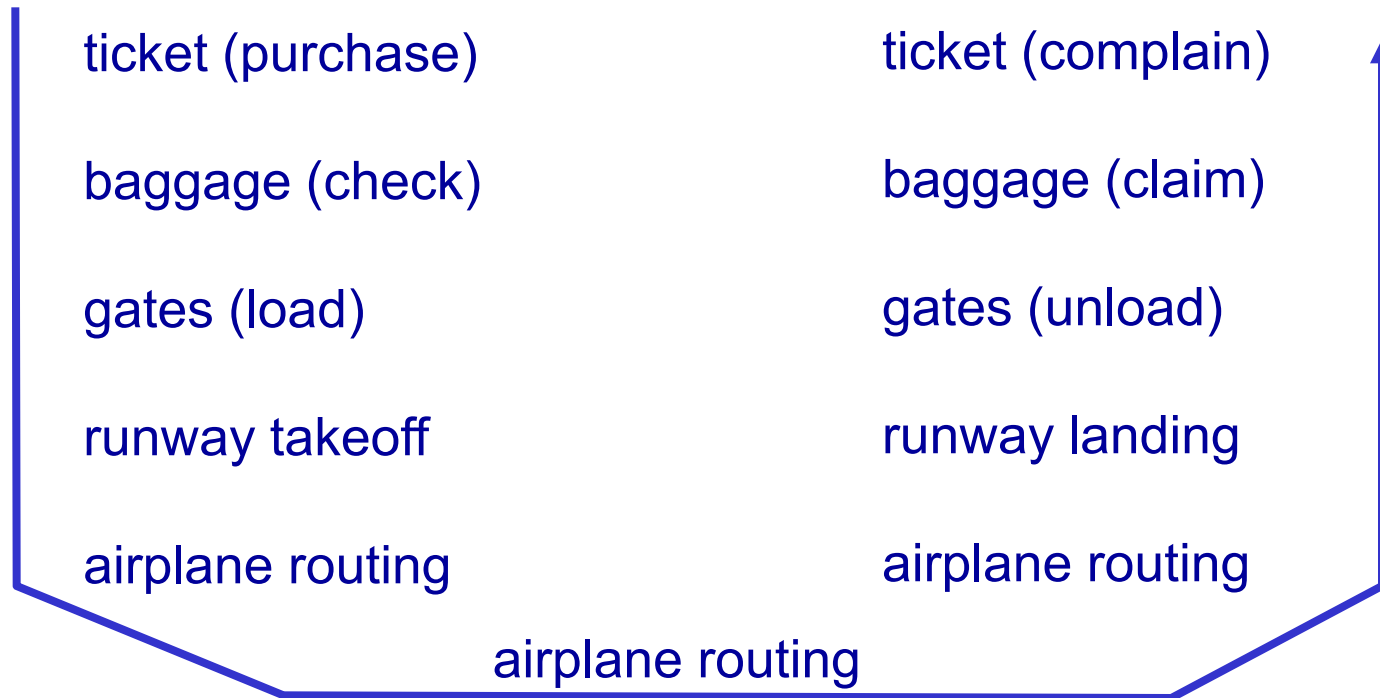 ticket (purchase)
baggage (check)
gates (load)
runway takeoff
airplane routing
airplane routing
ticket (complain)
baggage (claim)
gates (unload)
runway landing
airplane routing